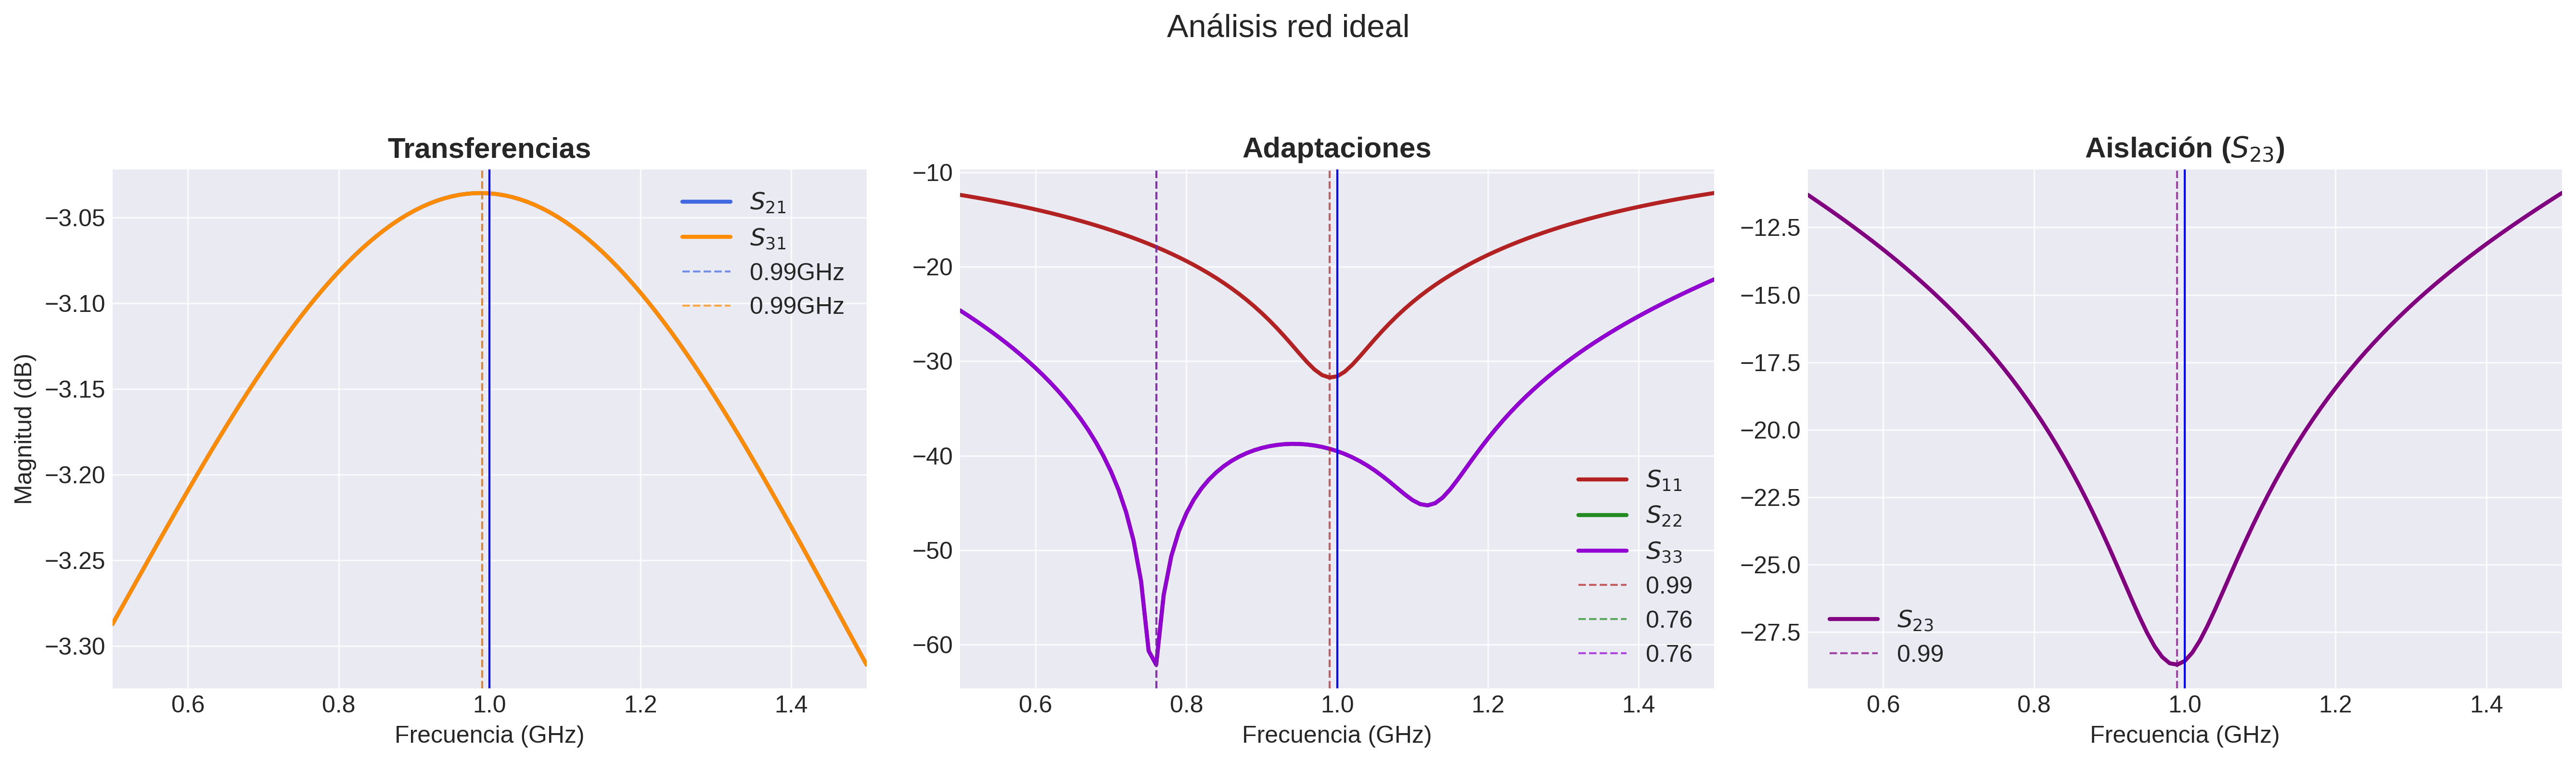 Análisis red ideal
Transferencias
Magnitud (dB)
−3.05
−3.10
−3.15
−3.20
−3.25
−3.30
0.6 0.8 1.0 1.2 1.4
Frecuencia (GHz)
S21
S31
0.99GHz
0.99GHz
Adaptaciones
−10
−20
−30
−40
−50
−60
0.6 0.8 1.0 1.2 1.4
Frecuencia (GHz)
S11
S22
S33
0.99
0.76
0.76
Aislación (S23)
−12.5
−15.0
−17.5
−20.0
−22.5
−25.0
−27.5
0.6 0.8 1.0 1.2 1.4
Frecuencia (GHz)
S23
0.99